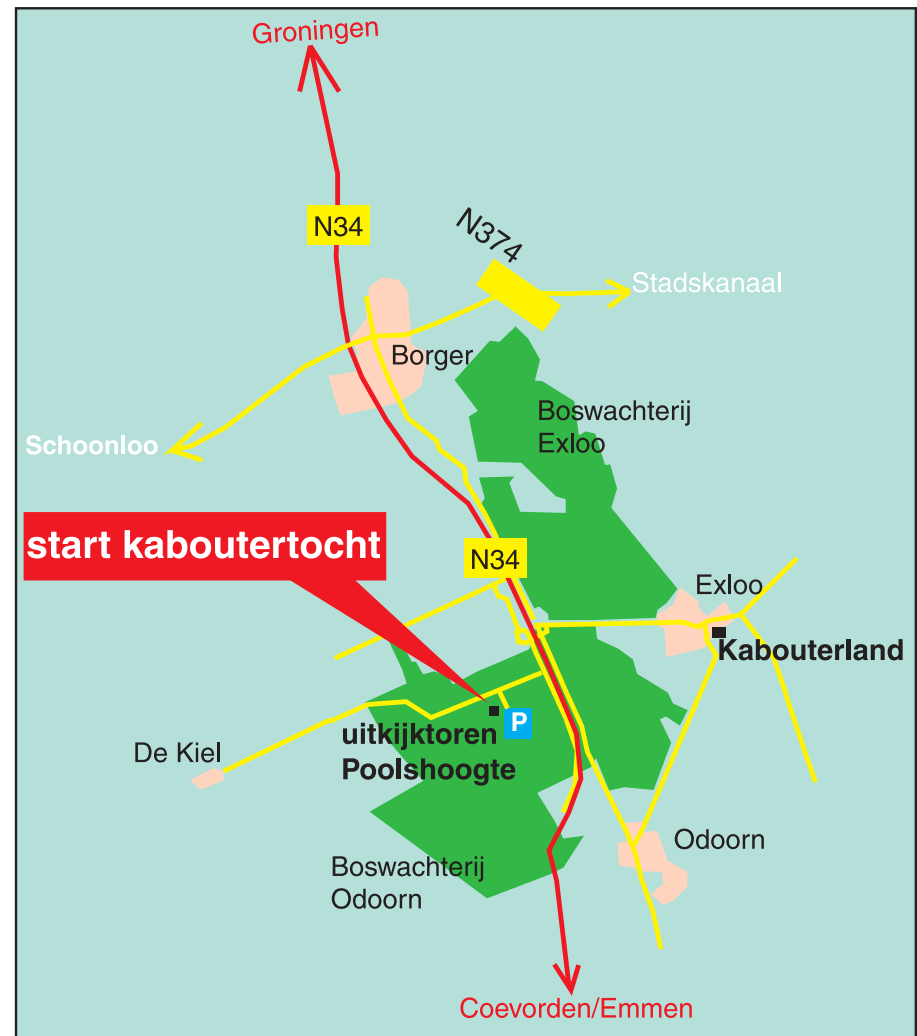 Groningen
N34
N374
Stadskanaal
Borger
Boswachterij
Exloo
Schoonloo
start kaboutertocht
N34
Exloo
Kabouterland
P
uitkijktoren
Poolshoogte
De Kiel
Odoorn
Boswachterij
Odoorn
Coevorden/Emmen